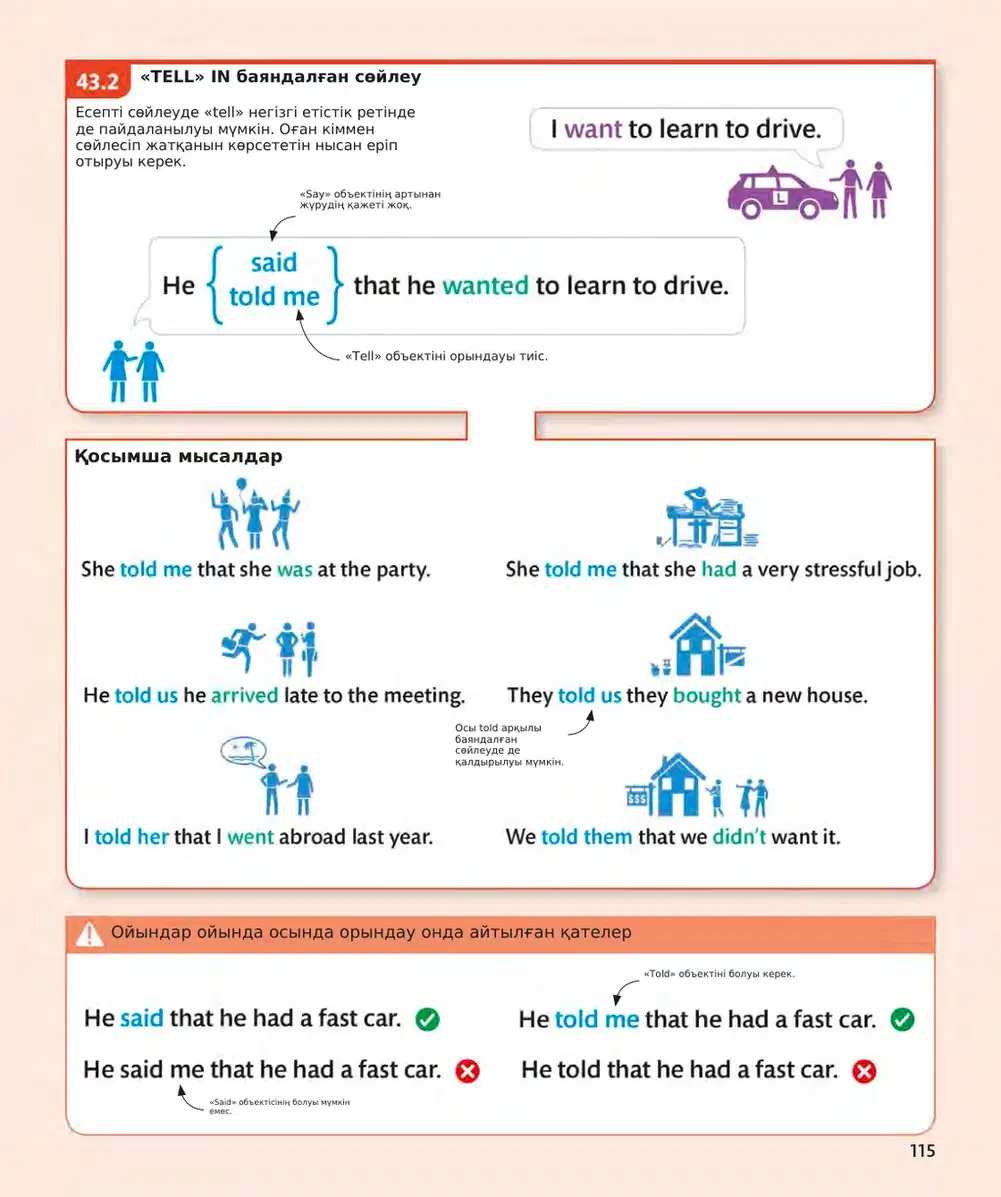 43.2 «TELL» IN баяндалған сөйлеу
Есепті сөйлеуде «tell» негізгі етістік ретінде
де пайдаланылуы мүмкін. Оған кіммен
сөйлесіп жатқанын көрсететін нысан еріп
отыруы керек.
I want to learn to drive.
L
«Say» объектінің артынан
жүрудің қажеті жоқ.
He { said
told me } that he wanted to learn to drive.
«Tell» объектіні орындауы тиіс.
Қосымша мысалдар
She told me that she was at the party.
She told me that she had a very stressful job.
He told us he arrived late to the meeting.
They told us they bought a new house.
Осы told арқылы
баяндалған
сөйлеуде де
қалдырылуы мүмкін.
$$$
I told her that I went abroad last year.
We told them that we didn't want it.
Ойындар ойында осында орындау онда айтылған қателер
«Told» объектіні болуы керек.
He said that he had a fast car.
He told me that he had a fast car.
He said me that he had a fast car.
He told that he had a fast car.
«Said» объектісінің болуы мүмкін
емес.
115